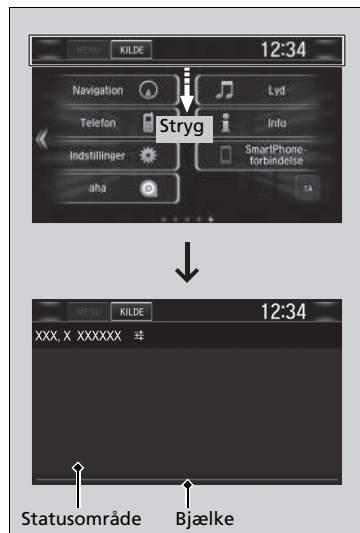 MENU KILDE 12:34
Navigation Lyd
Telefon Stryg Info
Indstillinger SmartPhone-
forbindelse
aha TA
MENU KILDE 12:34
XXX, X XXXXXX
Statusområde Bjælke